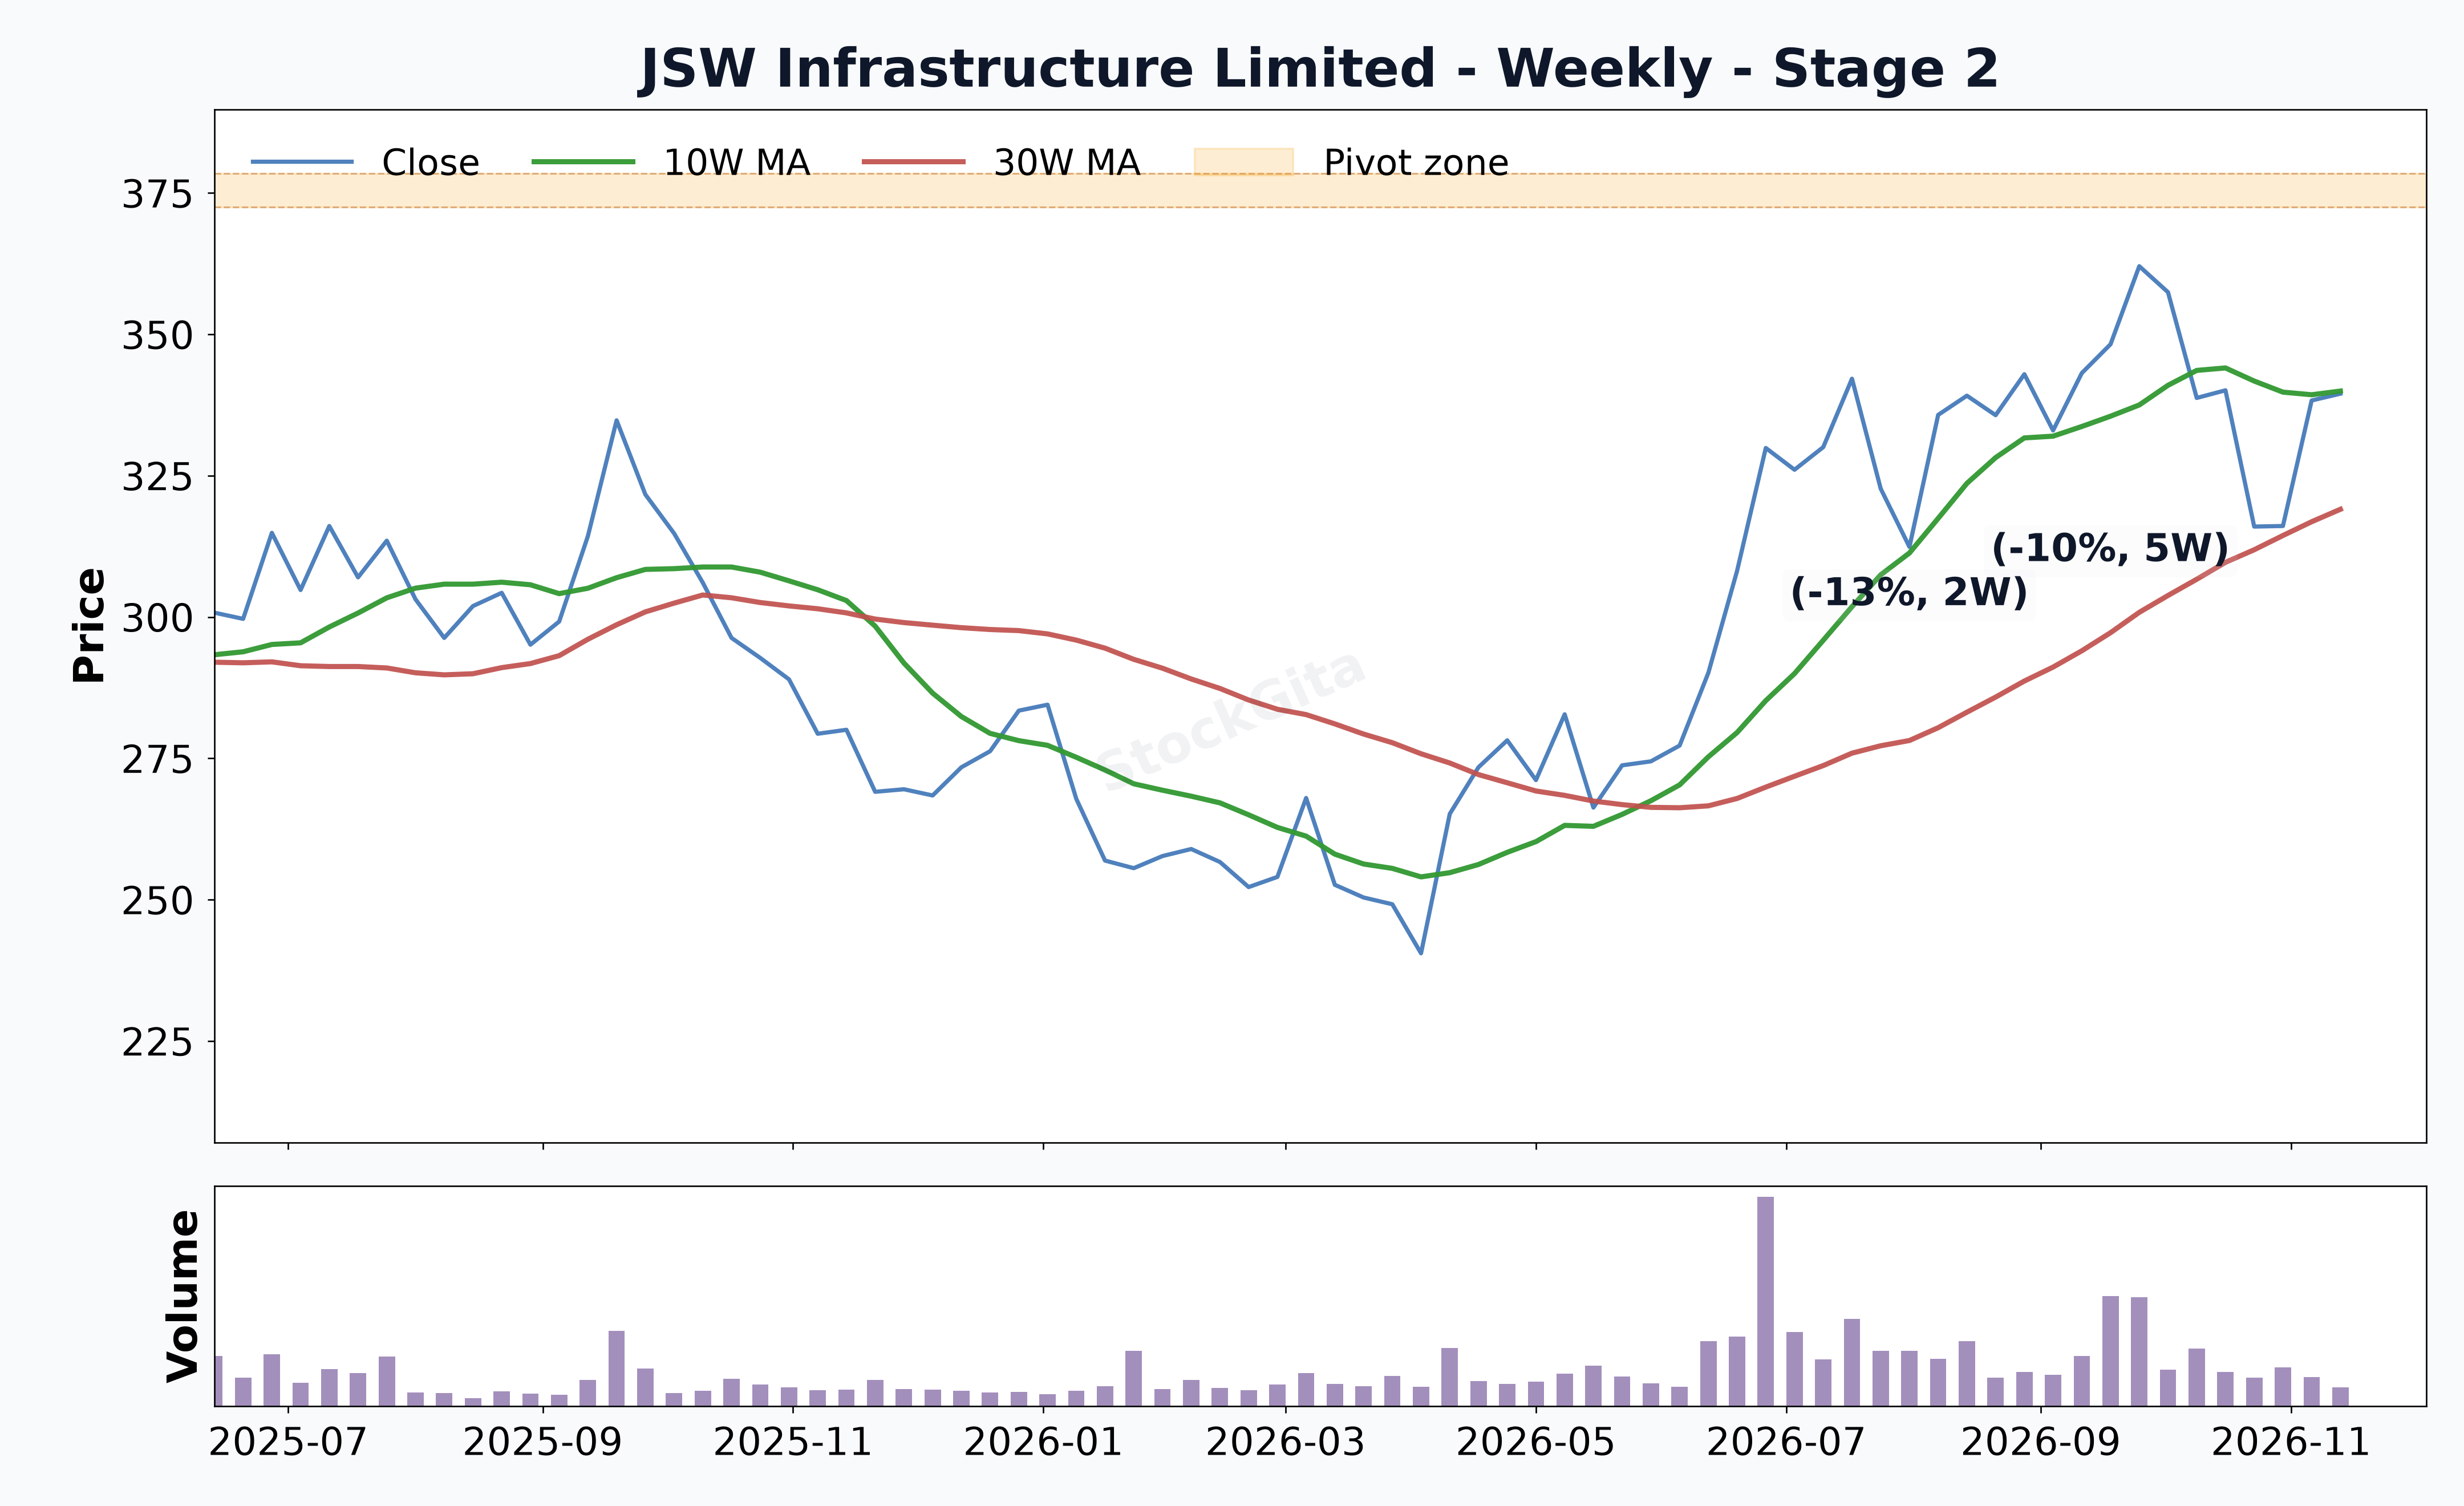 JSW Infrastructure Limited - Weekly - Stage 2
Close 10W MA 30W MA Pivot zone
Price
375
350
325
300
275
250
225
(-10%, 5W)
(-13%, 2W)
StockGita
Volume
2025-07 2025-09 2025-11 2026-01 2026-03 2026-05 2026-07 2026-09 2026-11